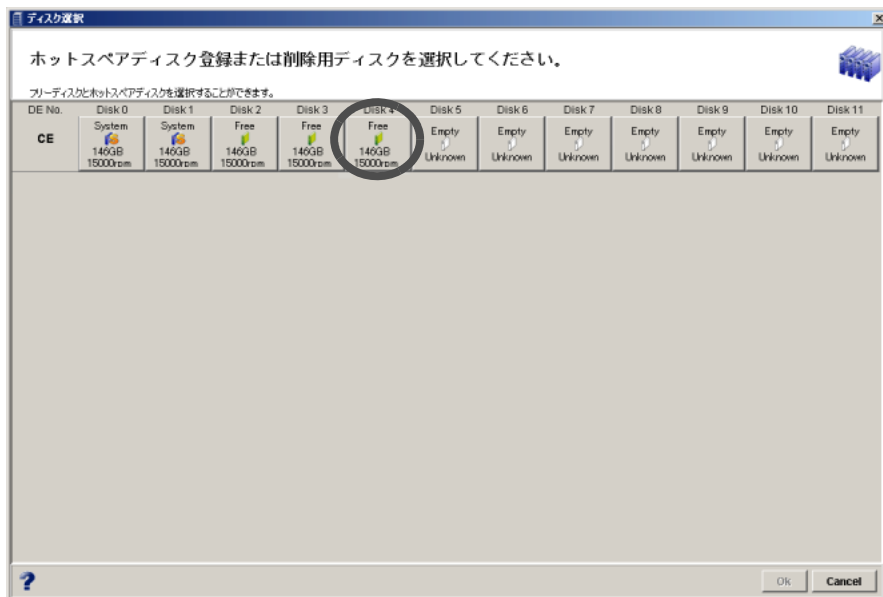 ディスク選択
ホットスペアディスク登録または削除用ディスクを選択してください。
フリーディスクとホットスペアディスクを選択することができます。
DE No. Disk 0 Disk 1 Disk 2 Disk 3 Disk 4 Disk 5 Disk 6 Disk 7 Disk 8 Disk 9 Disk 10 Disk 11
CE
System System Free Free Free Empty Empty Empty Empty Empty Empty Empty
146GB 146GB 146GB 146GB 146GB Unknown Unknown Unknown Unknown Unknown Unknown Unknown
15000rpm 15000rpm 15000rpm 15000rpm 15000rpm
? Ok Cancel